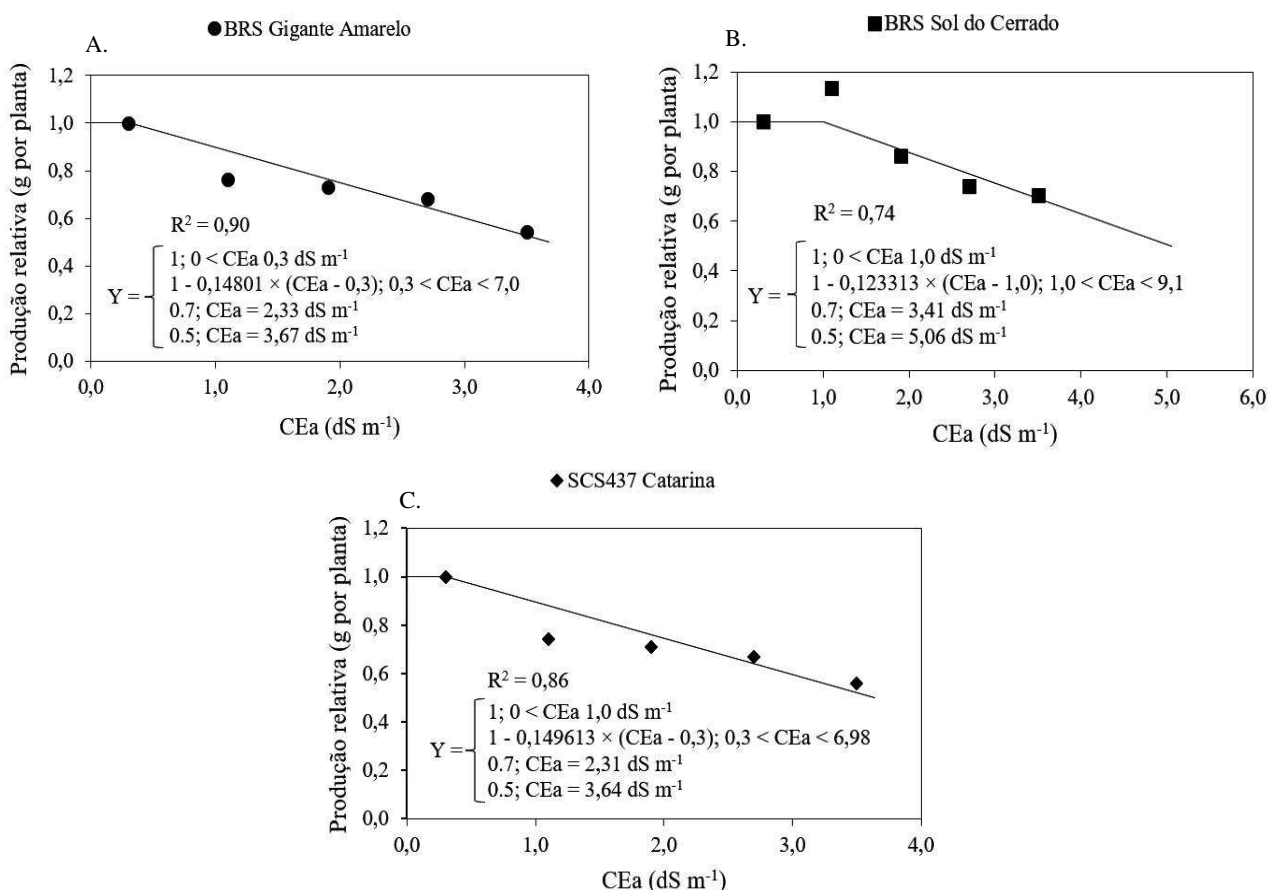 A.
● BRS Gigante Amarelo
Produção relativa (g por planta)
1,2
1,0
0,8
0,6
0,4
0,2
0,0
R² = 0,90
Y =
1; 0 < CEa 0,3 dS m⁻¹
1 - 0,14801 × (CEa - 0,3); 0,3 < CEa < 7,0
0.7; CEa = 2,33 dS m⁻¹
0.5; CEa = 3,67 dS m⁻¹
0,0 1,0 2,0 3,0 4,0
CEa (dS m⁻¹)
B.
■ BRS Sol do Cerrado
Produção relativa (g por planta)
1,2
1,0
0,8
0,6
0,4
0,2
0,0
R² = 0,74
Y =
1; 0 < CEa 1,0 dS m⁻¹
1 - 0,123313 × (CEa - 1,0); 1,0 < CEa < 9,1
0.7; CEa = 3,41 dS m⁻¹
0.5; CEa = 5,06 dS m⁻¹
0,0 1,0 2,0 3,0 4,0 5,0 6,0
CEa (dS m⁻¹)
C.
◆ SCS437 Catarina
Produção relativa (g por planta)
1,2
1,0
0,8
0,6
0,4
0,2
0,0
R² = 0,86
Y =
1; 0 < CEa 1,0 dS m⁻¹
1 - 0,149613 × (CEa - 0,3); 0,3 < CEa < 6,98
0.7; CEa = 2,31 dS m⁻¹
0.5; CEa = 3,64 dS m⁻¹
0,0 1,0 2,0 3,0 4,0
CEa (dS m⁻¹)